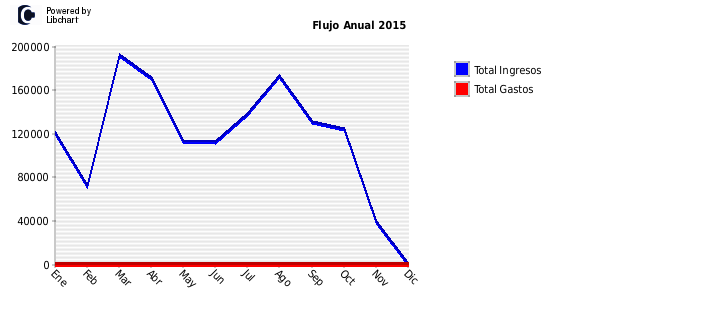 Powered by
Libchart
Flujo Anual 2015
200000
160000
120000
80000
40000
0
Ene
Feb
Mar
Abr
May
Jun
Jul
Ago
Sep
Oct
Nov
Dic
Total Ingresos
Total Gastos